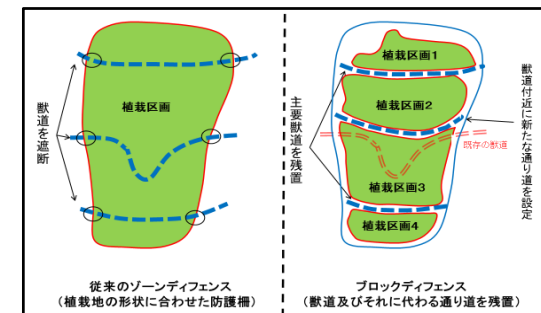 獣道を遮断
植栽区画
従来のゾーンディフェンス
（植栽地の形状に合わせた防護柵）
主要獣道を残置
植栽区画1
植栽区画2
既存の獣道
植栽区画3
植栽区画4
獣道付近に新たな通り道を設定
ブロックディフェンス
（獣道及びそれに代わる通り道を残置）